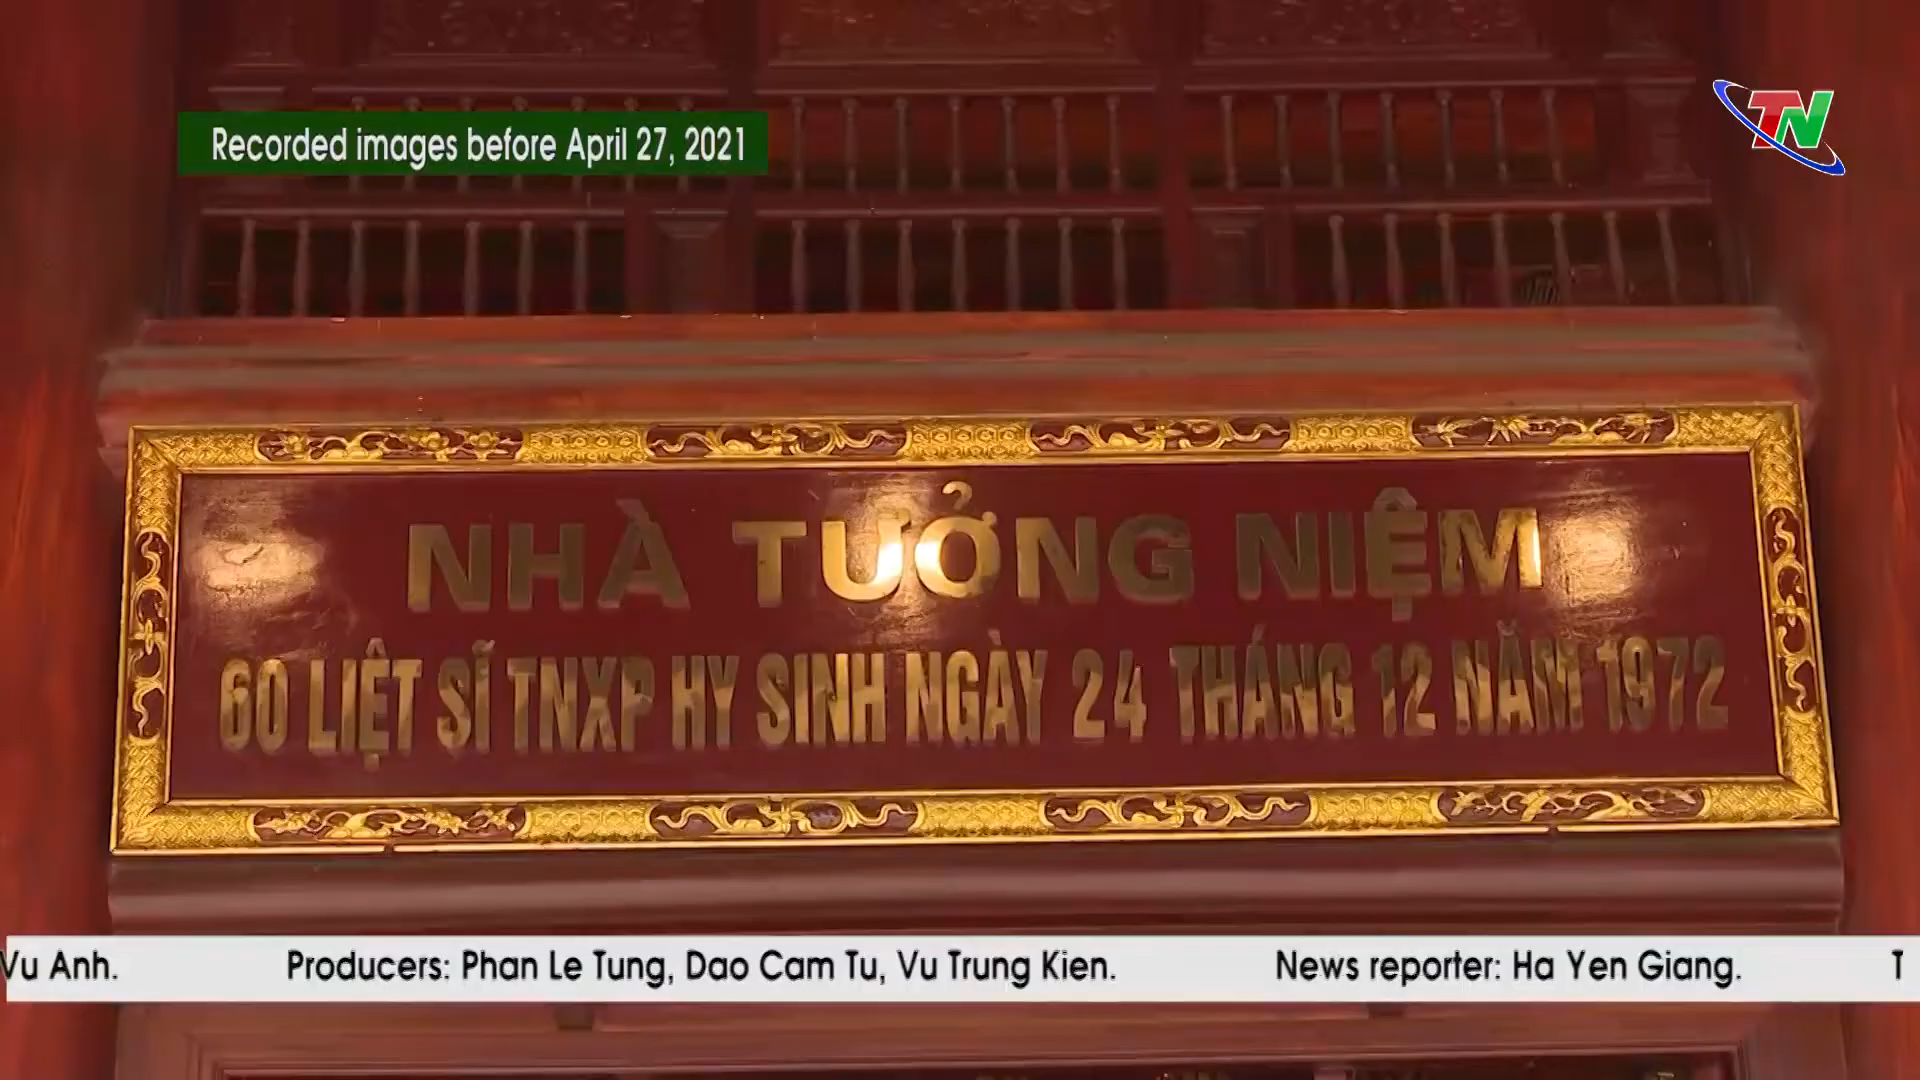 Recorded images before April 27, 2021
TN
NHÀ TƯỞNG NIỆM
60 LIỆT SĨ TNXP HY SINH NGÀY 24 THÁNG 12 NĂM 1972
Vu Anh. Producers: Phan Le Tung, Dao Cam Tu, Vu Trung Kien. News reporter: Ha Yen Giang. T